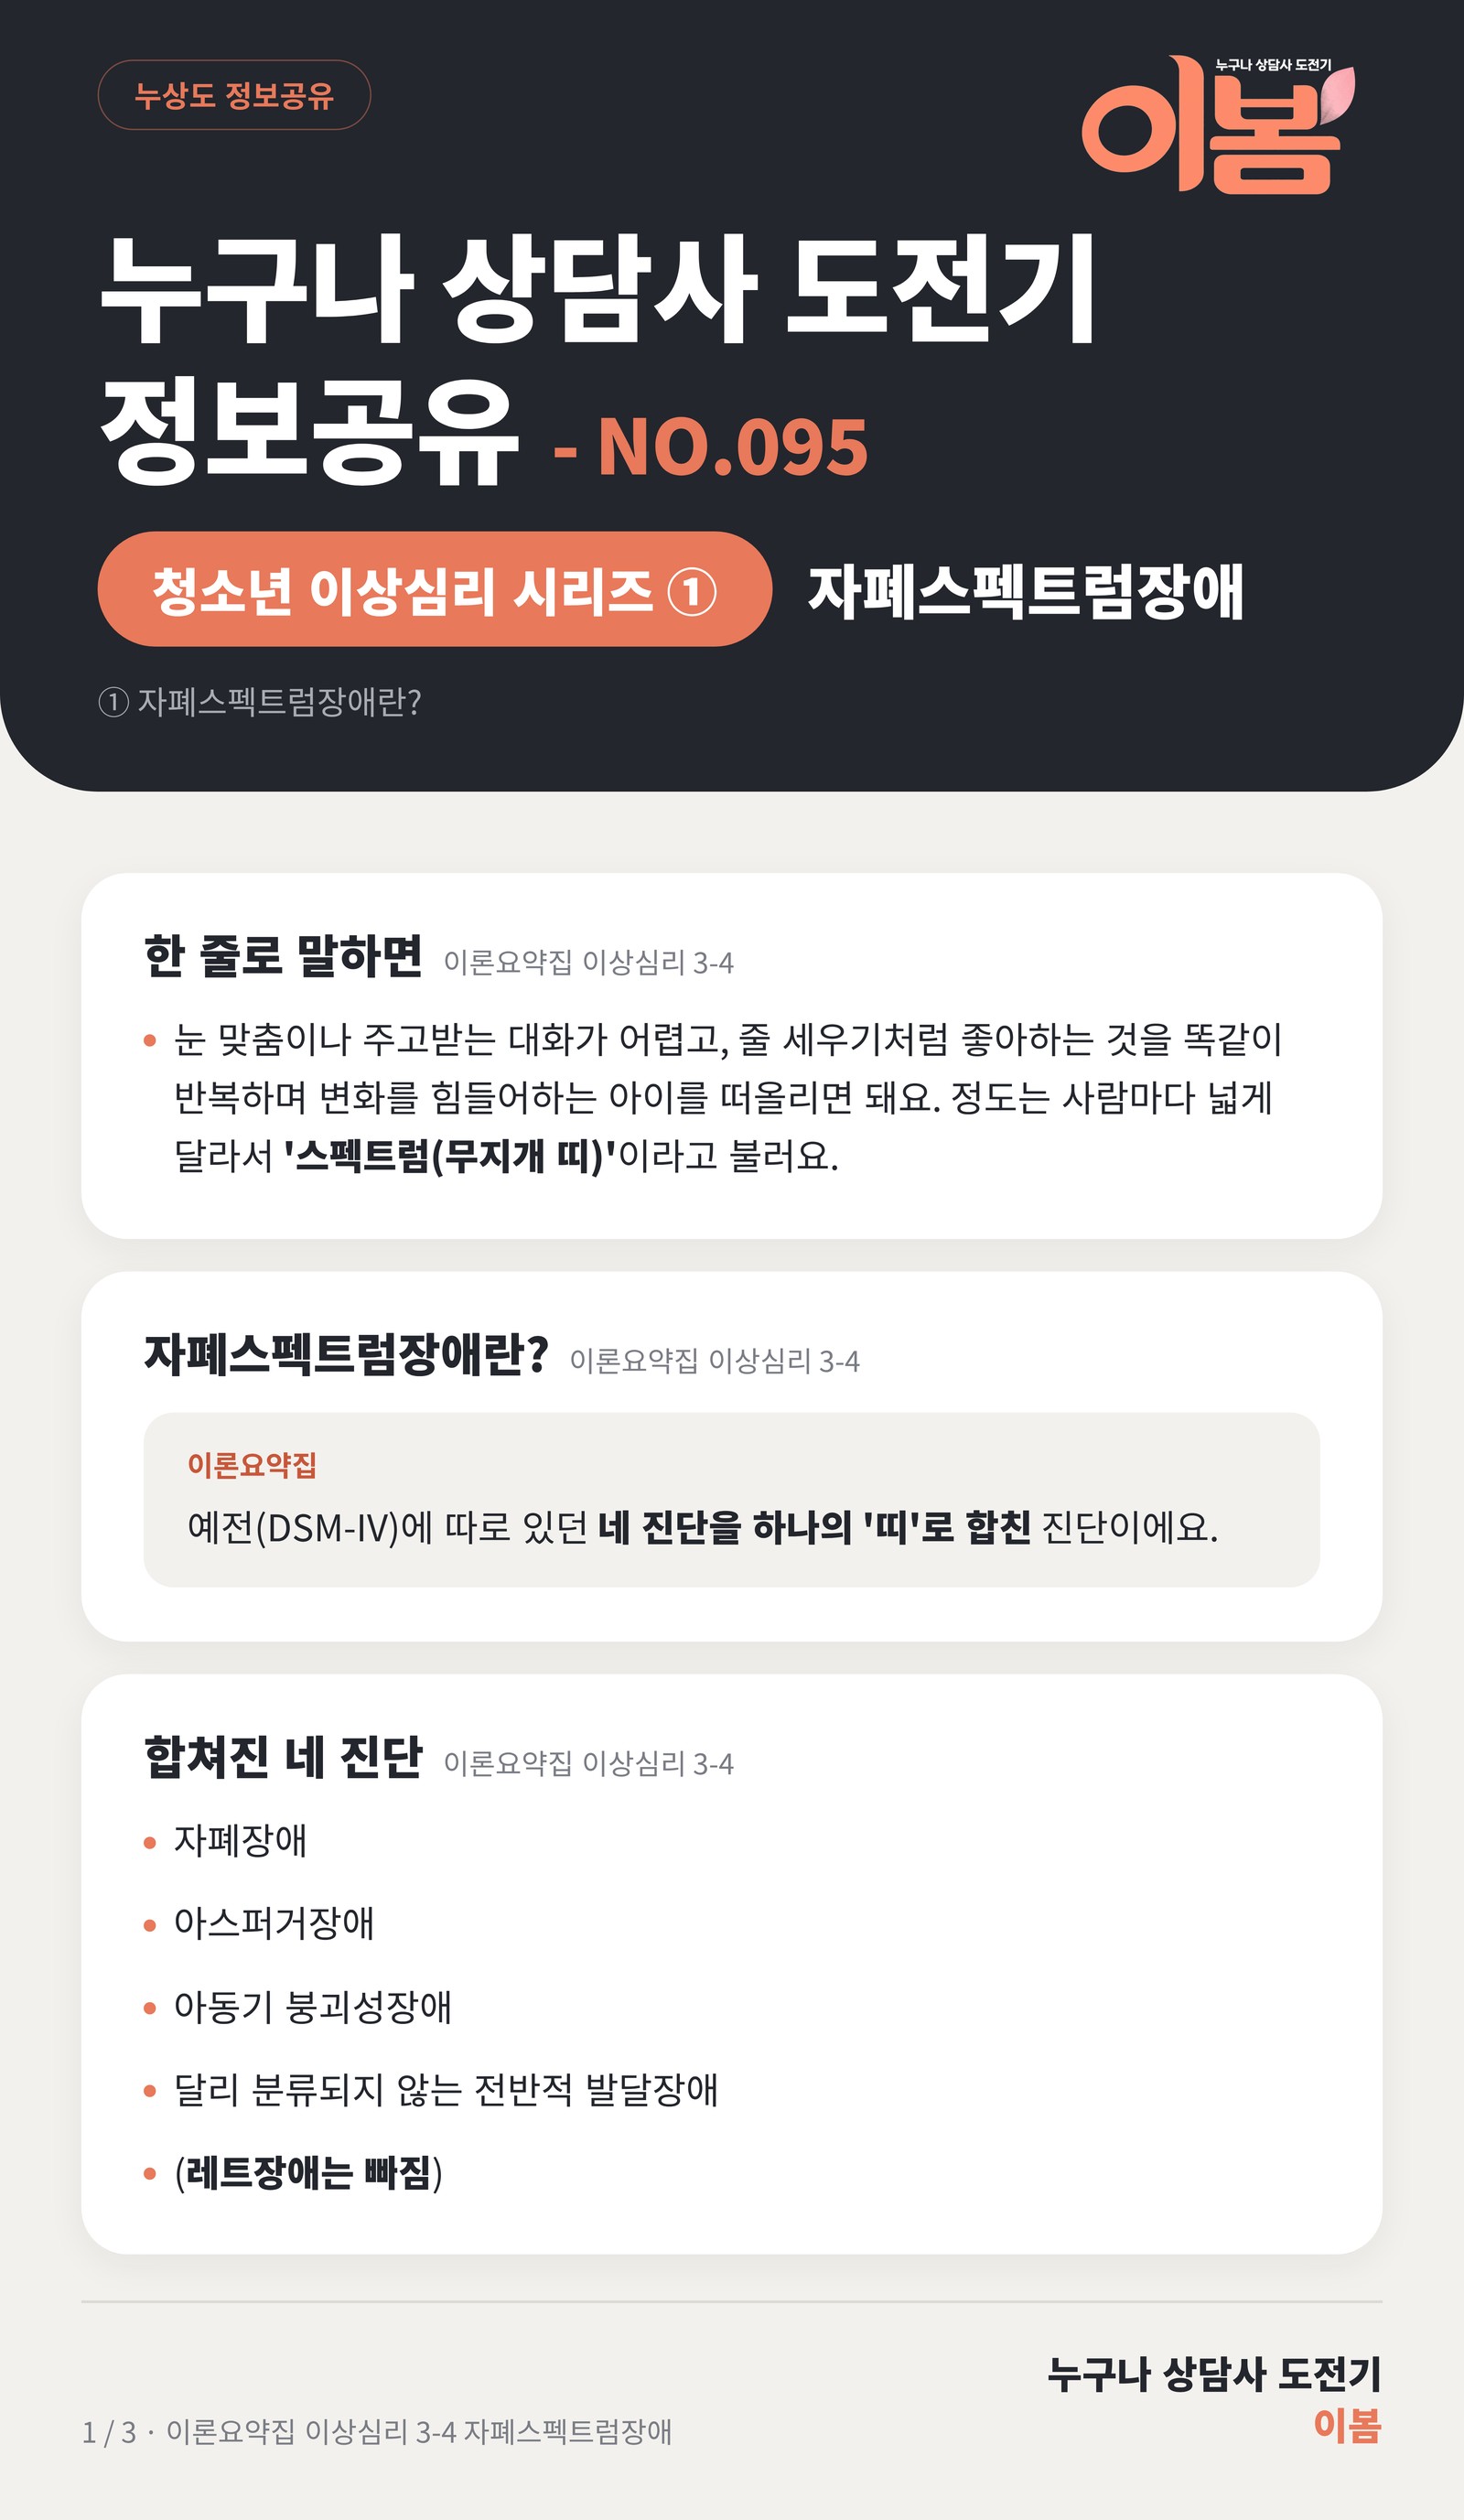 누상도 정보공유
누구나 상담사 도전기
이봄
누구나 상담사 도전기
정보공유 - NO.095
청소년 이상심리 시리즈 ① 자폐스펙트럼장애
① 자폐스펙트럼장애란?
한 줄로 말하면 이론요약집 이상심리 3-4
• 눈 맞춤이나 주고받는 대화가 어렵고, 줄 세우기처럼 좋아하는 것을 똑같이
반복하며 변화를 힘들어하는 아이를 떠올리면 돼요. 정도는 사람마다 넓게
달라서 '스펙트럼(무지개 띠)'이라고 불러요.
자폐스펙트럼장애란? 이론요약집 이상심리 3-4
이론요약집
예전(DSM-IV)에 따로 있던 네 진단을 하나의 '띠'로 합친 진단이에요.
합쳐진 네 진단 이론요약집 이상심리 3-4
• 자폐장애
• 아스퍼거장애
• 아동기 붕괴성장애
• 달리 분류되지 않는 전반적 발달장애
• (레트장애는 빠짐)
누구나 상담사 도전기
1 / 3 · 이론요약집 이상심리 3-4 자폐스펙트럼장애
이봄